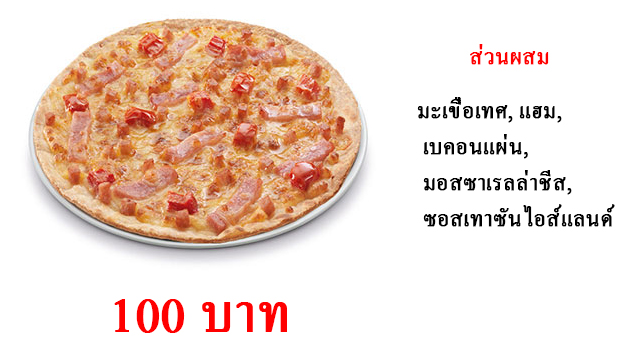 ส่วนผสม
มะเขือเทศ, แฮม,
เบคอนแผ่น,
มอสซาเรลล่าชีส,
ซอสเทาซันไอส์แลนด์
100 บาท